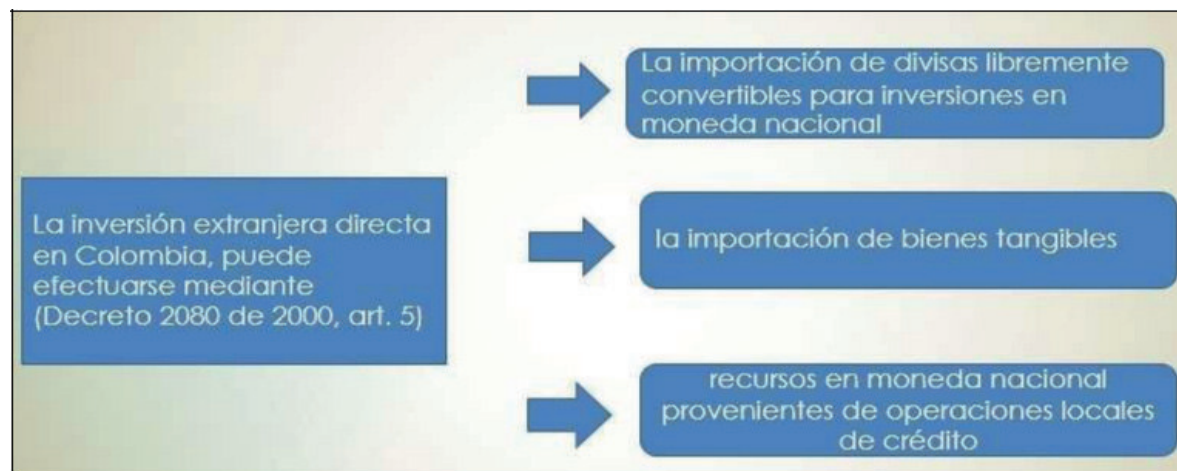 La importación de divisas libremente
convertibles para inversiones en
moneda nacional
La inversión extranjera directa
en Colombia, puede
efectuarse mediante
(Decreto 2080 de 2000, art. 5)
la importación de bienes tangibles
recursos en moneda nacional
provenientes de operaciones locales
de crédito